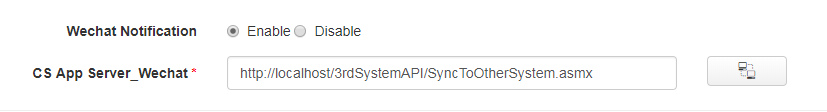 Wechat Notification Enable Disable
CS App Server_Wechat * http://localhost/3rdSystemAPI/SyncToOtherSystem.asmx